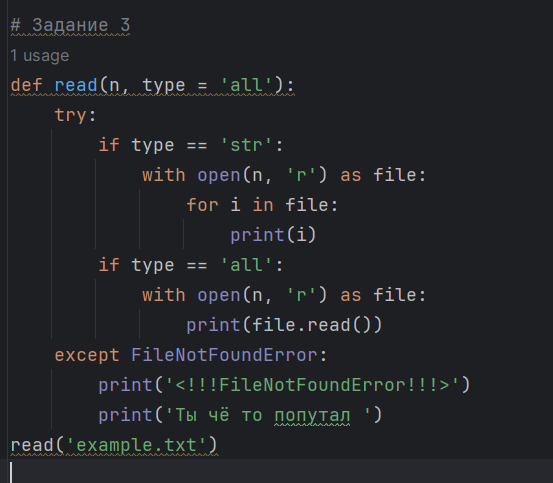 # Задание 3
1 usage
def read(n, type = 'all'):
    try:
        if type == 'str':
            with open(n, 'r') as file:
                for i in file:
                    print(i)
        if type == 'all':
            with open(n, 'r') as file:
                print(file.read())
    except FileNotFoundError:
        print('<!!!FileNotFoundError!!!>')
        print('Ты чё то попутал ')
read('example.txt')